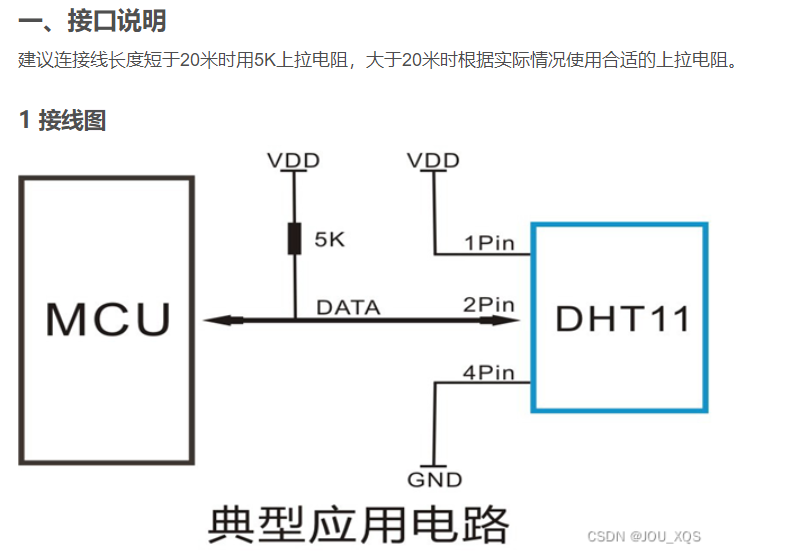 一、接口说明
建议连接线长度短于20米时用5K上拉电阻，大于20米时根据实际情况使用合适的上拉电阻。
1 接线图
VDD
VDD
5K
1Pin
MCU
DATA
2Pin
DHT11
4Pin
GND
典型应用电路
CSDN @JOU_XQS